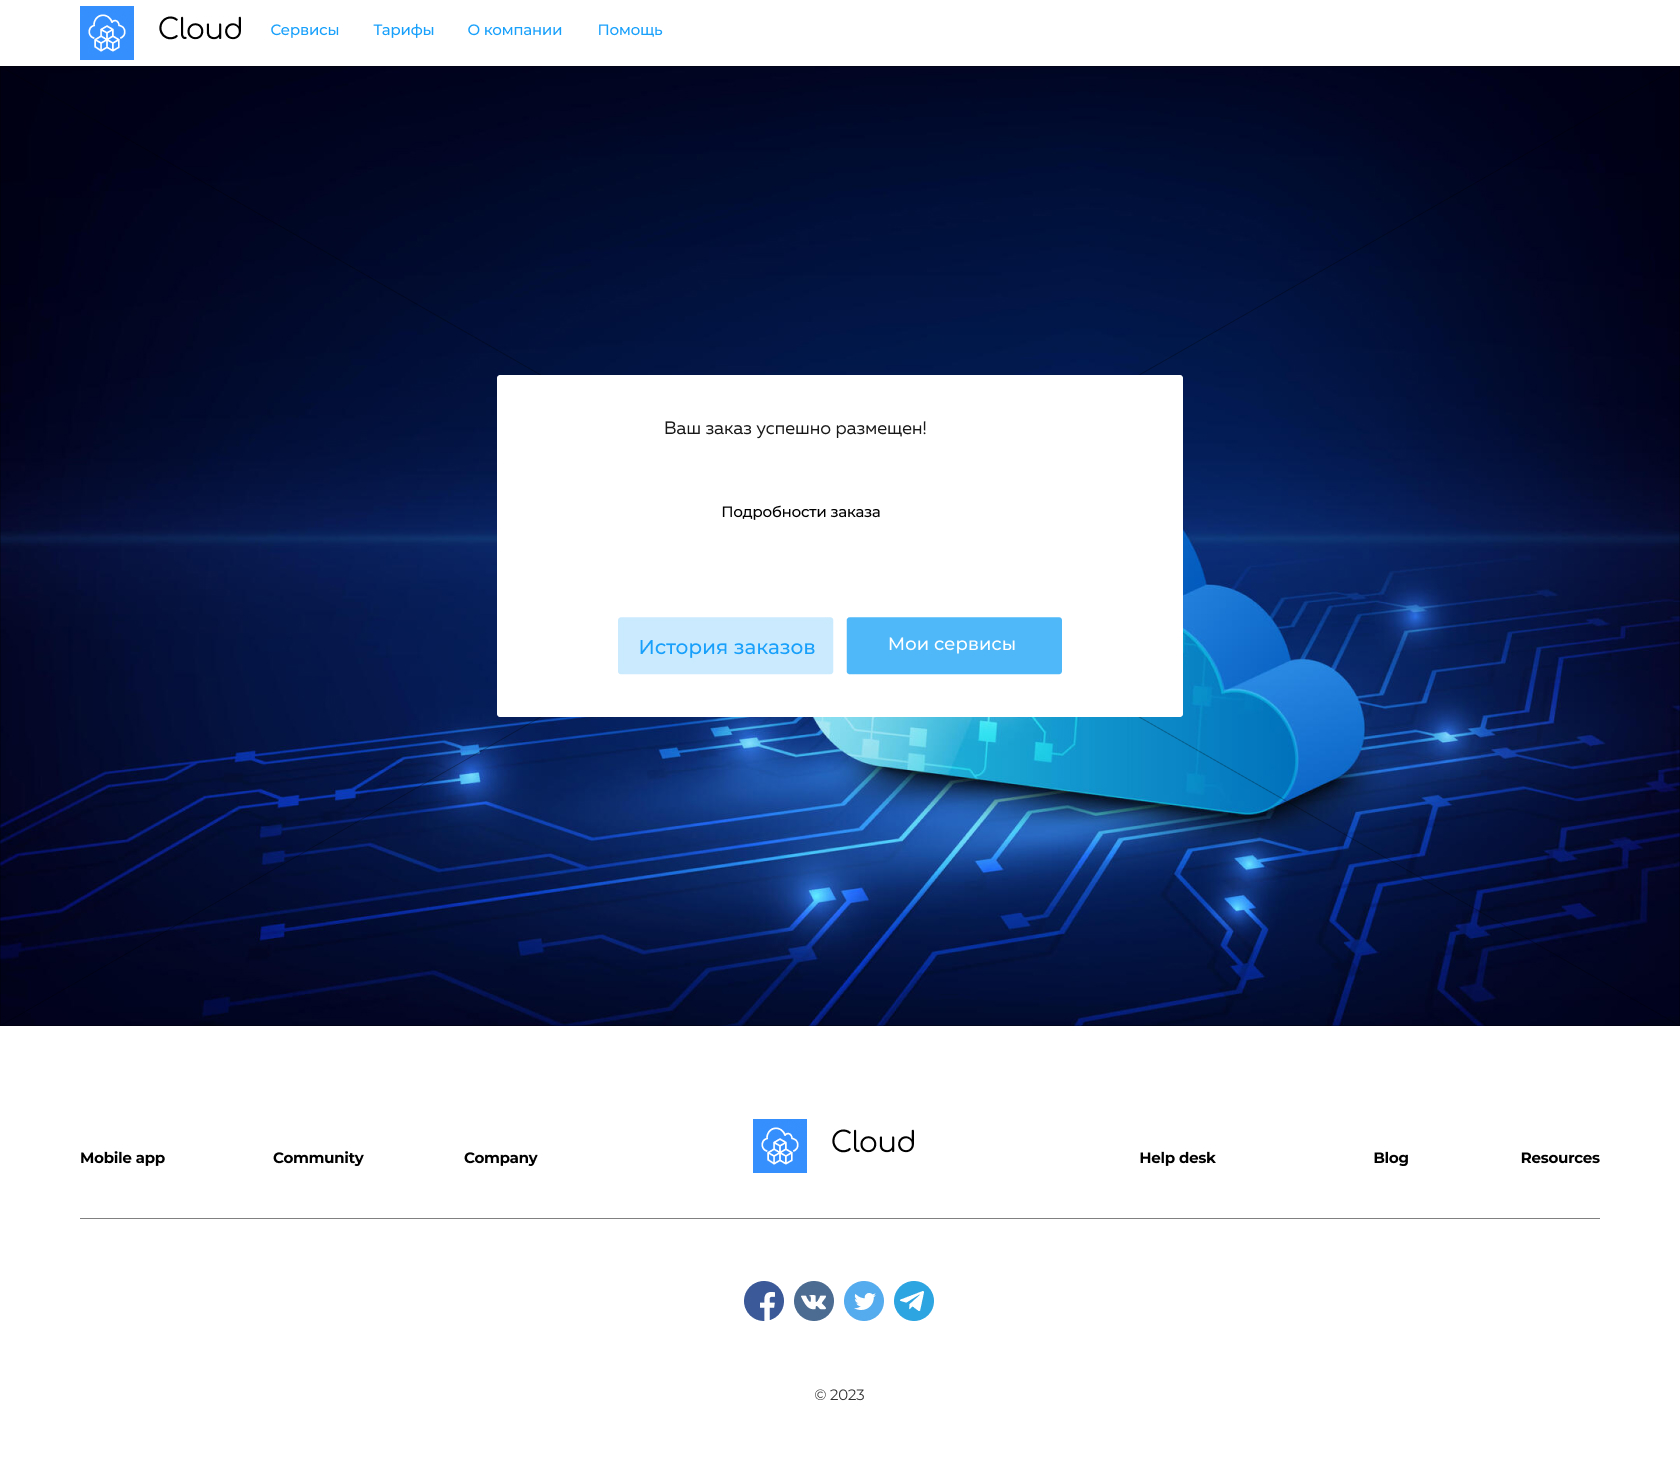 Cloud Сервисы Тарифы О компании Помощь
Ваш заказ успешно размещен!
Подробности заказа
История заказов Мои сервисы
Mobile app Community Company Cloud Help desk Blog Resources
© 2023